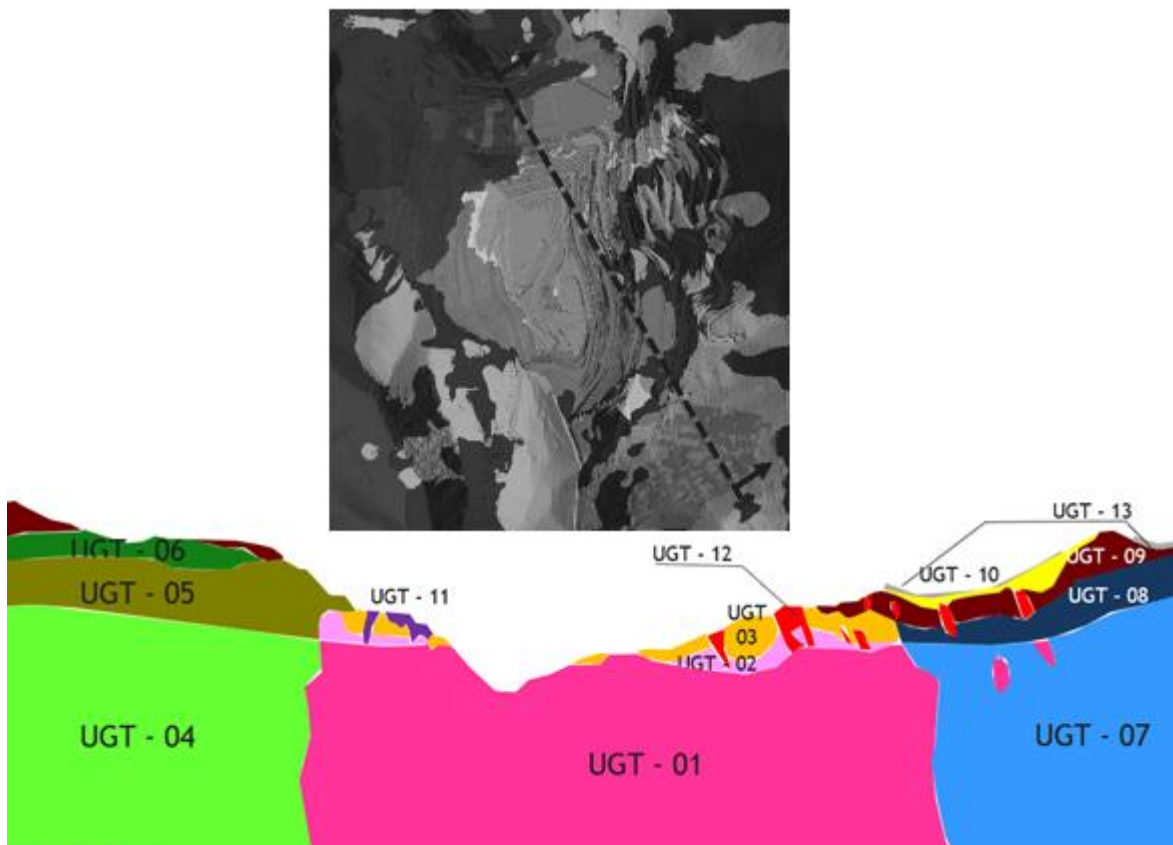 UGT - 13
UGT - 06
UGT - 12
UGT - 09
UGT - 10
UGT - 05
UGT - 11
UGT - 08
UGT
03
UGT - 02
UGT - 04
UGT - 07
UGT - 01